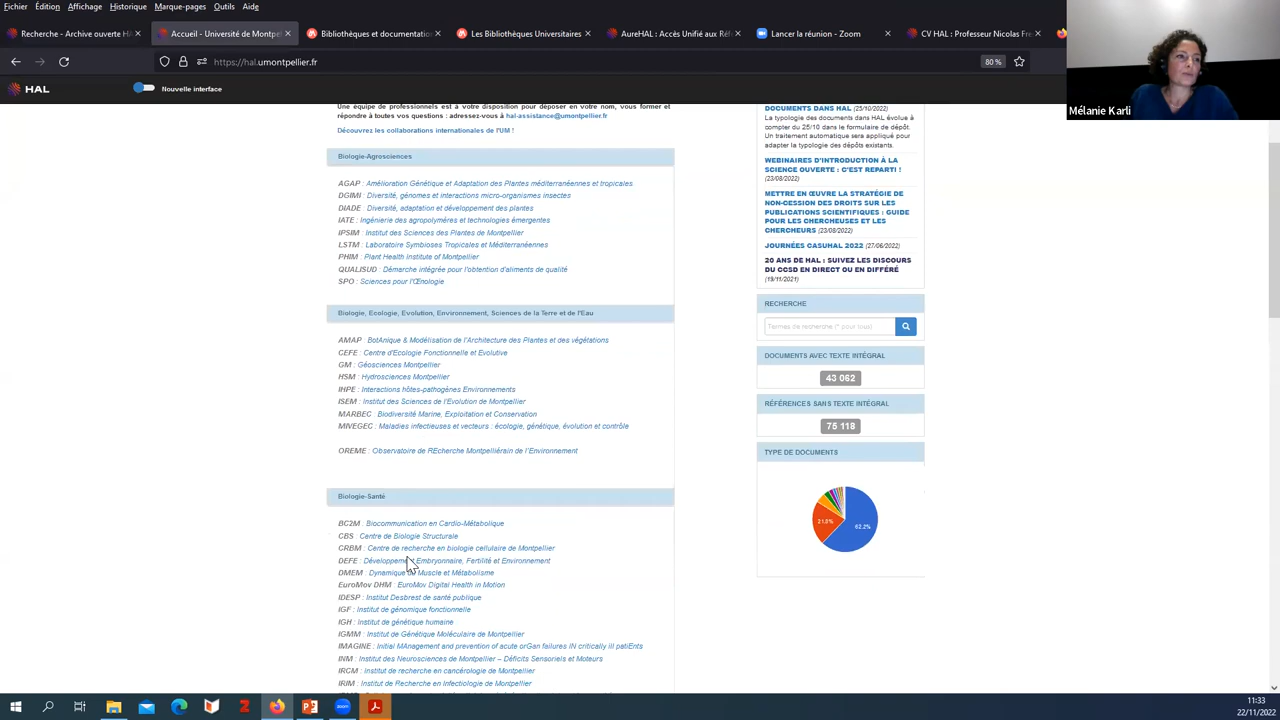 Fichier Édition Affichage Historique Marque-pages Outils Aide
Recherche - Archive ouverte HA
Accueil - Université de Montpel
Bibliothèques et documentation
Les Bibliothèques Universitaires
AureHAL : Accès Unifié aux Réf
Lancer la réunion - Zoom
CV HAL : Professeur Nicolas Fre
https://hal.umontpellier.fr
80 %
HAL
Nouvelle interface
Mélanie Karli
Une équipe de professionnels est à votre disposition pour déposer en votre nom, vous former et
répondre à toutes vos questions : adressez-vous à hal-assistance@umontpellier.fr
Découvrez les collaborations internationales de l'UM !
Biologie-Agrosciences
AGAP : Amélioration Génétique et Adaptation des Plantes méditerranéennes et tropicales
DGIMI : Diversité, génomes et interactions micro-organismes insectes
DIADE : Diversité, adaptation et développement des plantes
IATE : Ingénierie des agropolymères et technologies émergentes
IPSIM : Institut des Sciences des Plantes de Montpellier
LSTM : Laboratoire Symbioses Tropicales et Méditerranéennes
PHIM : Plant Health Institute of Montpellier
QUALISUD : Démarche intégrée pour l'obtention d'aliments de qualité
SPO : Sciences pour l'Œnologie
Biologie, Ecologie, Evolution, Environnement, Sciences de la Terre et de l'Eau
AMAP : BotAnique & Modélisation de l'Architecture des Plantes et des végétations
CEFE : Centre d'Ecologie Fonctionnelle et Evolutive
GM : Géosciences Montpellier
HSM : Hydrosciences Montpellier
IHPE : Interactions hôtes-pathogènes Environnements
ISEM : Institut des Sciences de l'Evolution de Montpellier
MARBEC : Biodiversité Marine, Exploitation et Conservation
MIVEGEC : Maladies infectieuses et vecteurs : écologie, génétique, évolution et contrôle
OREME : Observatoire de REcherche Montpelliérain de l'Environnement
Biologie-Santé
BC2M : Biocommunication en Cardio-Métabolique
CBS : Centre de Biologie Structurale
CRBM : Centre de recherche en biologie cellulaire de Montpellier
DEFE : Développement Embryonnaire, Fertilité et Environnement
DMEM : Dynamique du Muscle et Métabolisme
EuroMov DHM : EuroMov Digital Health in Motion
IDESP : Institut Desbrest de santé publique
IGF : Institut de génomique fonctionnelle
IGH : Institut de génétique humaine
IGMM : Institut de Génétique Moléculaire de Montpellier
IMAGINE : Initial MAnagement and prevention of acute orGan failures IN critically ill patiEnts
INM : Institut des Neurosciences de Montpellier – Déficits Sensoriels et Moteurs
IRCM : Institut de recherche en cancérologie de Montpellier
IRIM : Institut de Recherche en Infectiologie de Montpellier
DOCUMENTS DANS HAL (25/10/2022)
La typologie des documents dans HAL évolue à
compter du 25/10 dans le formulaire de dépôt.
Un traitement automatique sera appliqué pour
adapter la typologie des dépôts existants.
WEBINAIRES D'INTRODUCTION À LA
SCIENCE OUVERTE : C'EST REPARTI !
(23/08/2022)
METTRE EN ŒUVRE LA STRATÉGIE DE
NON-CESSION DES DROITS SUR LES
PUBLICATIONS SCIENTIFIQUES : GUIDE
POUR LES CHERCHEUSES ET LES
CHERCHEURS (23/08/2022)
JOURNÉES CASUHAL 2022 (27/06/2022)
20 ANS DE HAL : SUIVEZ LES DISCOURS
DU CCSD EN DIRECT OU EN DIFFÉRÉ
(19/11/2021)
RECHERCHE
Termes de recherche (* pour tous)
DOCUMENTS AVEC TEXTE INTÉGRAL
43 062
RÉFÉRENCES SANS TEXTE INTÉGRAL
75 118
TYPE DE DOCUMENTS
62.2%
21.5%
11:33
22/11/2022